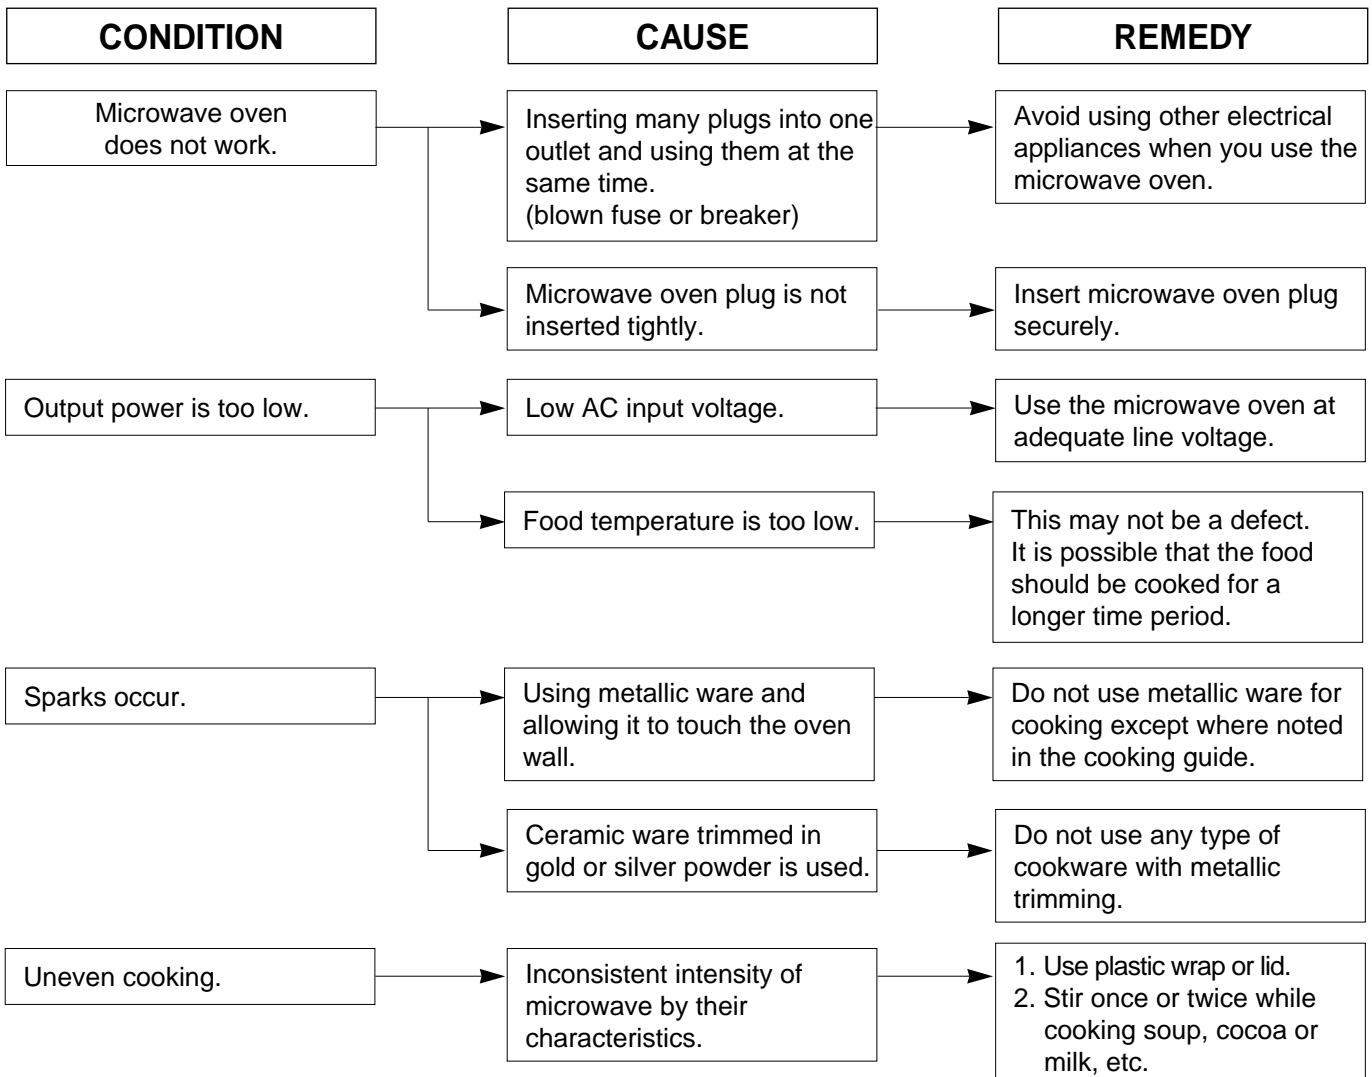 CONDITION
CAUSE
REMEDY
Microwave oven
does not work.
Inserting many plugs into one
outlet and using them at the
same time.
(blown fuse or breaker)
Avoid using other electrical
appliances when you use the
microwave oven.
Microwave oven plug is not
inserted tightly.
Insert microwave oven plug
securely.
Output power is too low.
Low AC input voltage.
Use the microwave oven at
adequate line voltage.
Food temperature is too low.
This may not be a defect.
It is possible that the food
should be cooked for a
longer time period.
Sparks occur.
Using metallic ware and
allowing it to touch the oven
wall.
Do not use metallic ware for
cooking except where noted
in the cooking guide.
Ceramic ware trimmed in
gold or silver powder is used.
Do not use any type of
cookware with metallic
trimming.
Uneven cooking.
Inconsistent intensity of
microwave by their
characteristics.
1. Use plastic wrap or lid.
2. Stir once or twice while
cooking soup, cocoa or
milk, etc.